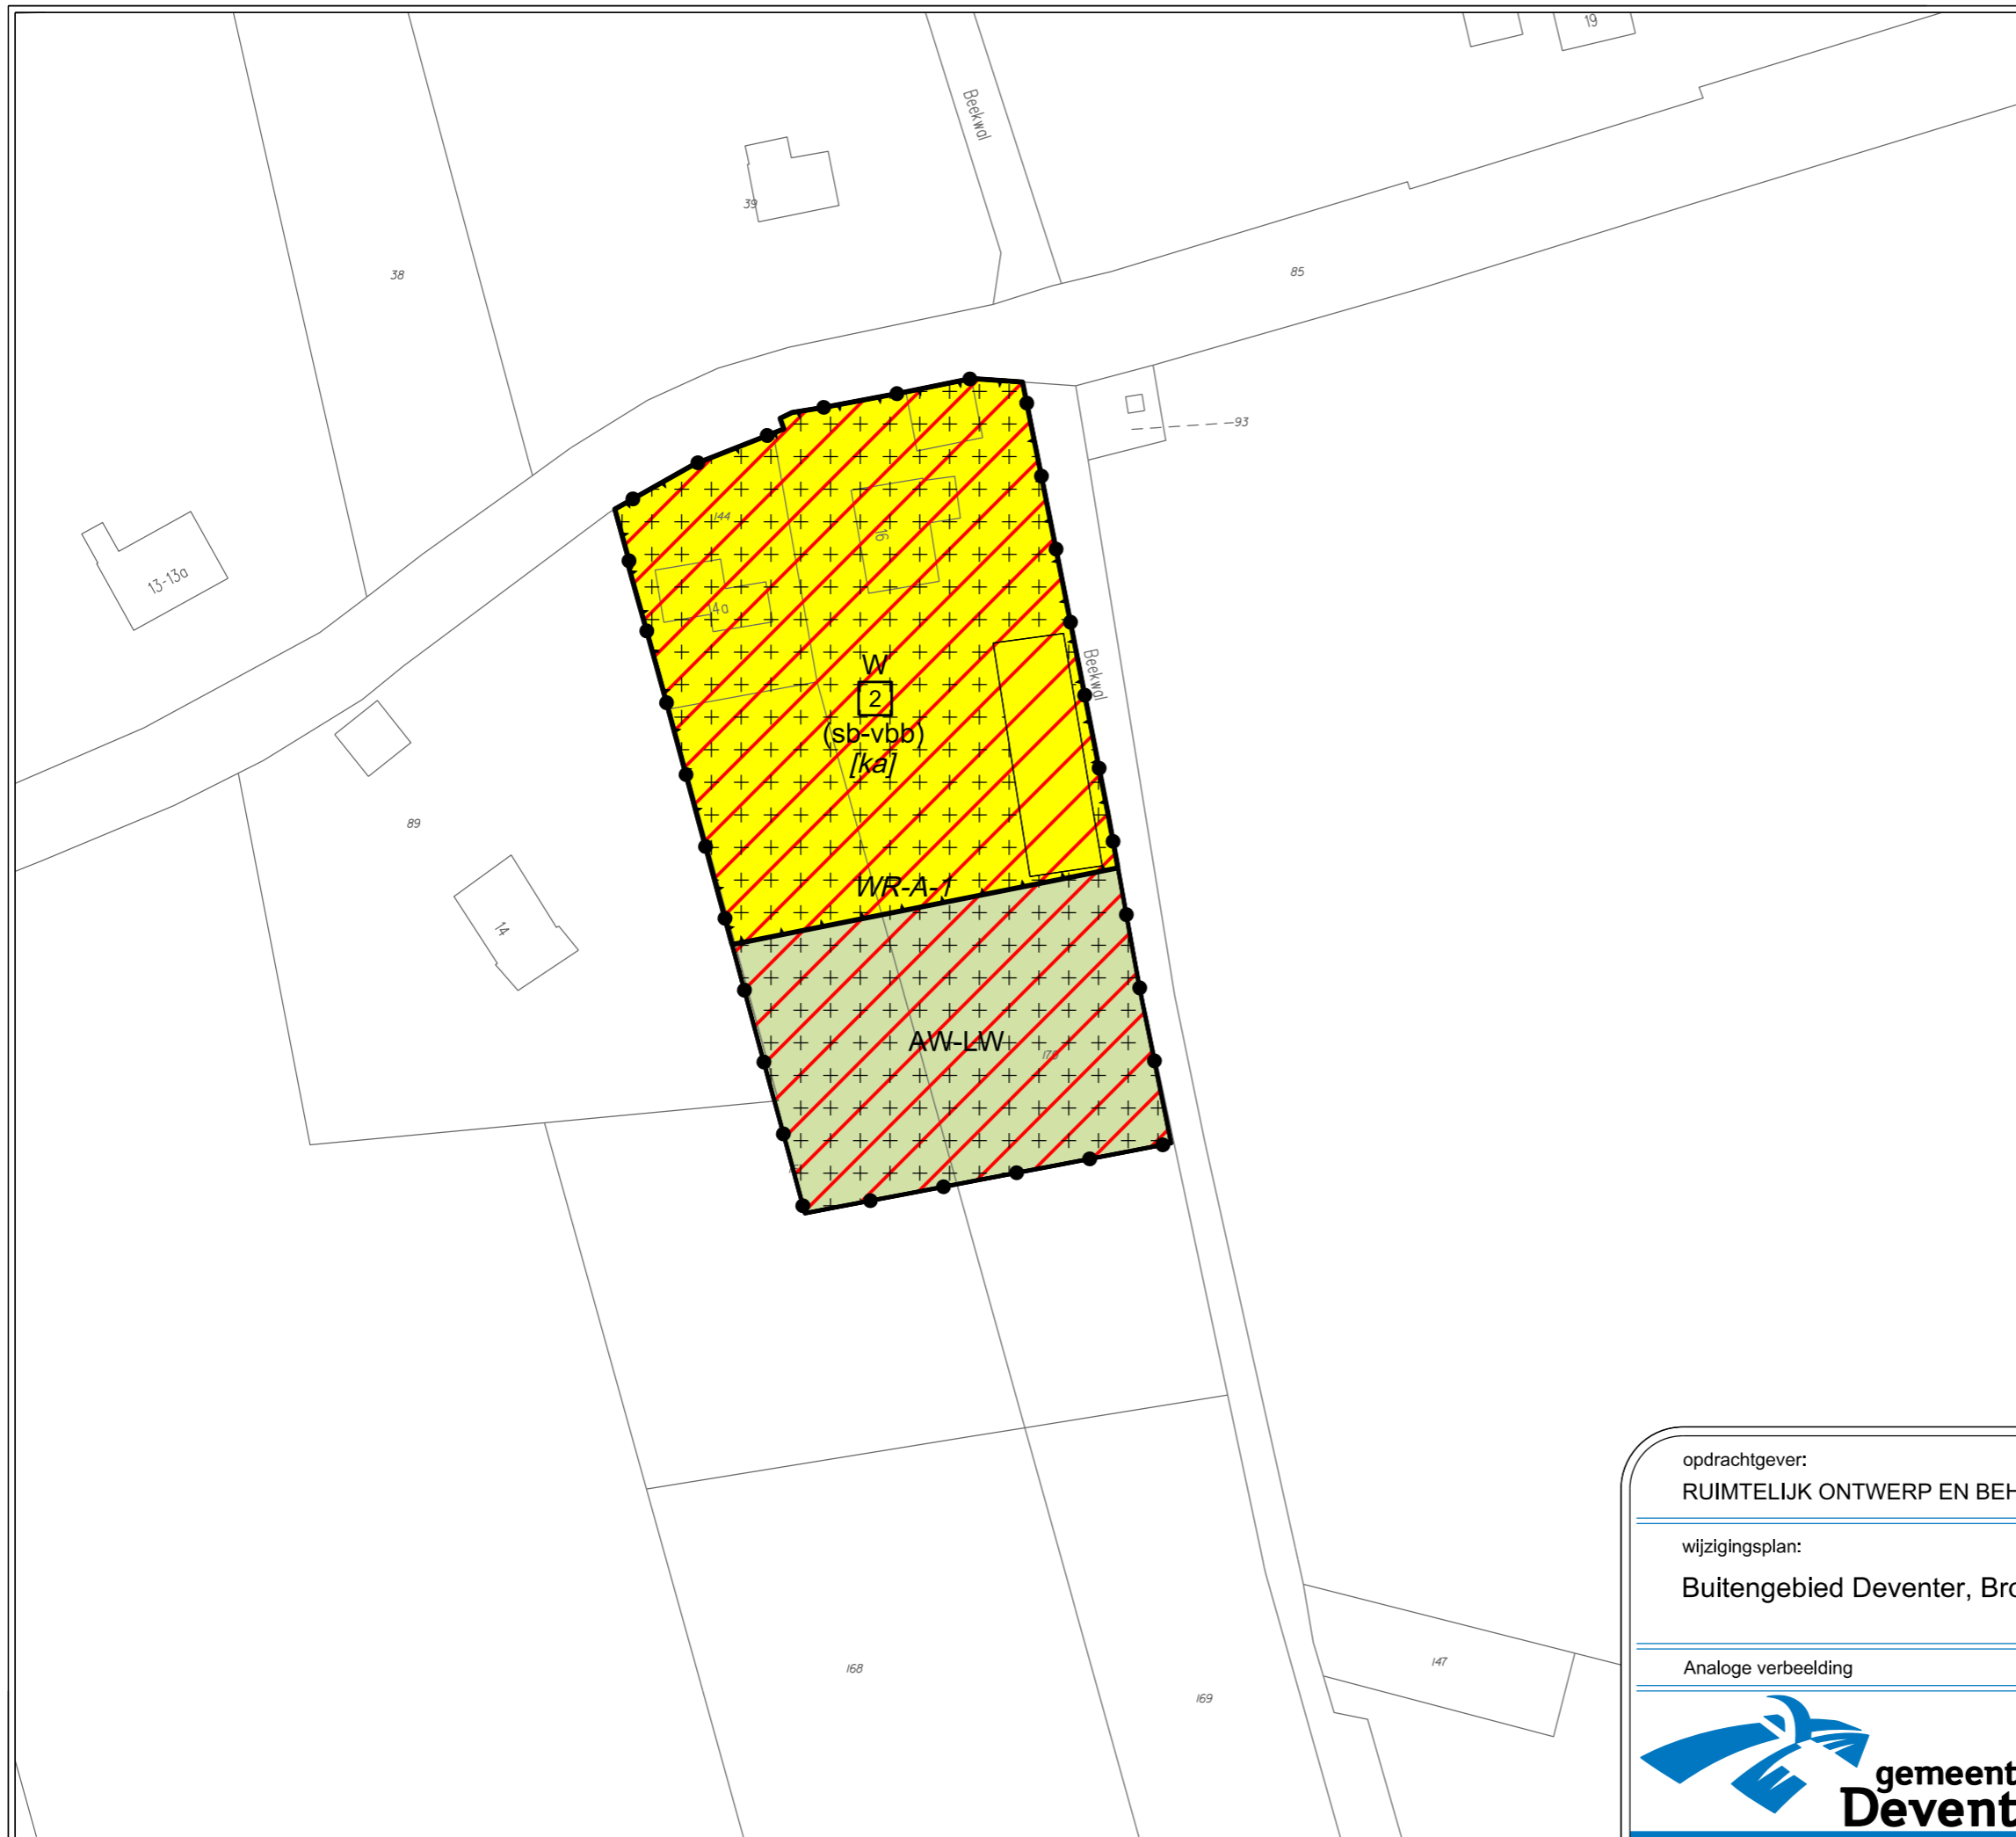 19
Beekwal
39
38
85
93
144
16
13-13a
4a
W
2
Beekwal
(sb-vbb)
[ka]
89
WR-A-1
14
AW-LW
170
opdrachtgever:
RUIMTELIJK ONTWERP EN BEH
wijzigingsplan:
Buitengebied Deventer, Bro
Analoge verbeelding
147
168
169
gemeent
Devent